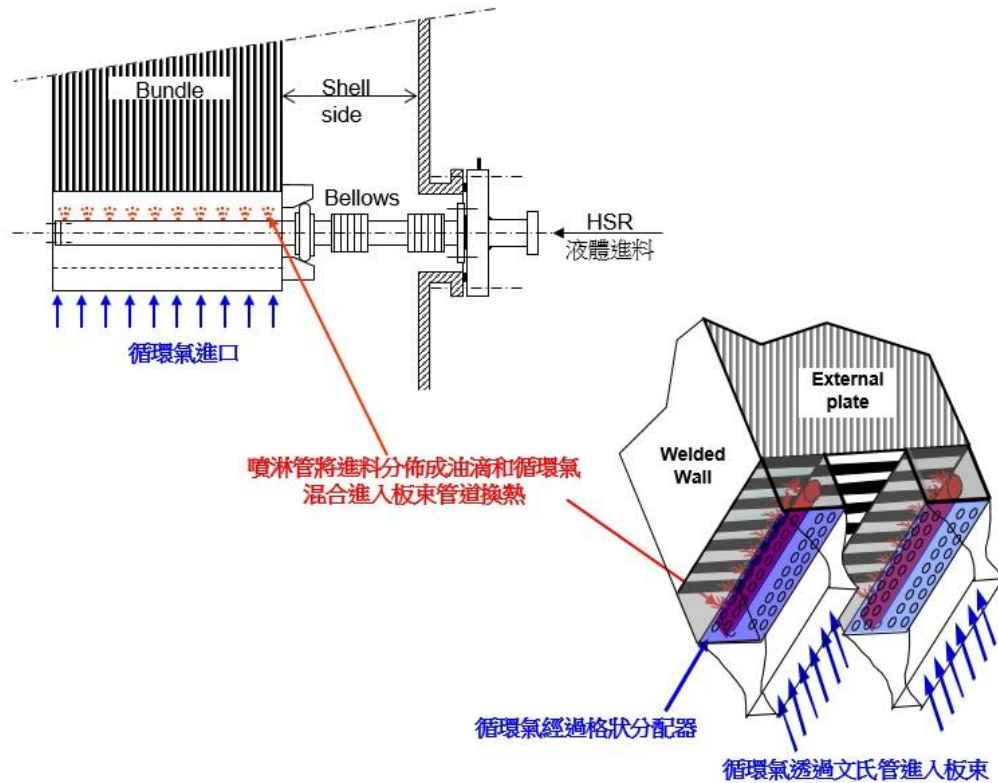 Bundle
Shell
side
Bellows
HSR
液體進料
循環氣進口
External
plate
Welded
Wall
噴淋管將進料分佈成油滴和循環氣
混合進入板束管道換熱
循環氣經過格狀分配器
循環氣透過文氏管進入板束